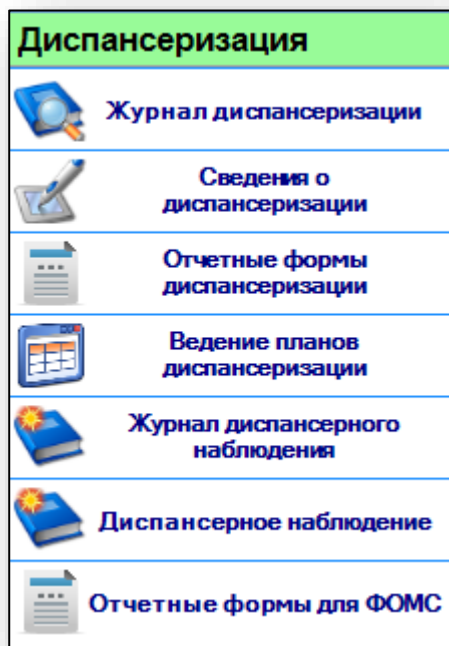 Диспансеризация
Журнал диспансеризации
Сведения о
диспансеризации
Отчетные формы
диспансеризации
Ведение планов
диспансеризации
Журнал диспансерного
наблюдения
Диспансерное наблюдение
Отчетные формы для ФОМС